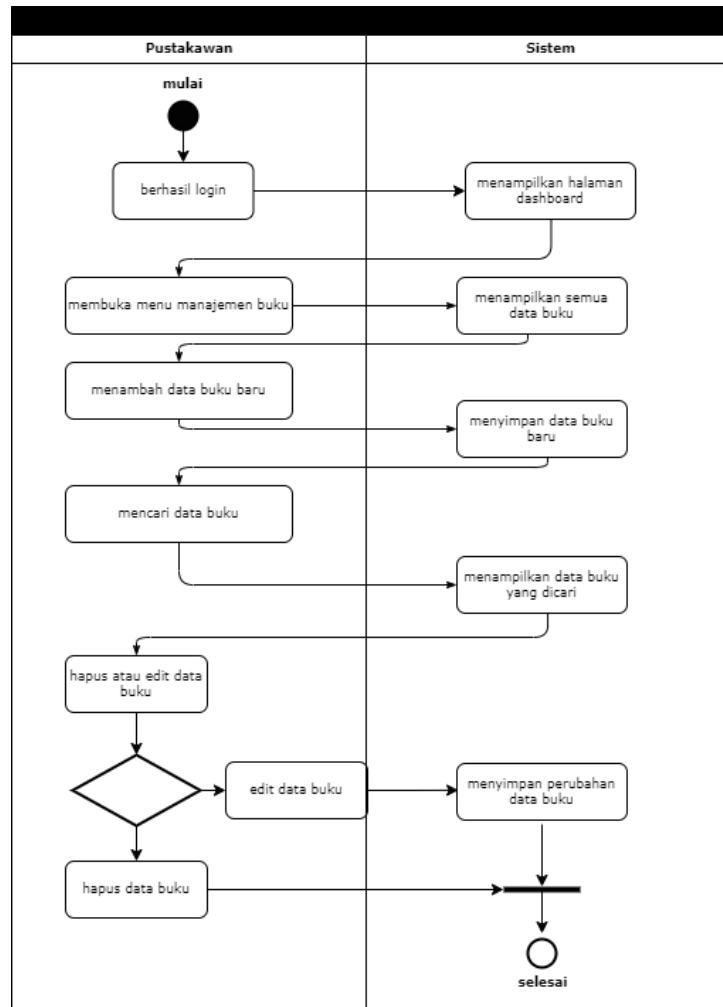 Pustakawan
Sistem
mulai
berhasil login
menampilkan halaman
dashboard
membuka menu manajemen buku
menampilkan semua
data buku
menambah data buku baru
menyimpan data buku
baru
mencari data buku
menampilkan data buku
yang dicari
hapus atau edit data
buku
edit data buku
menyimpan perubahan
data buku
hapus data buku
selesai